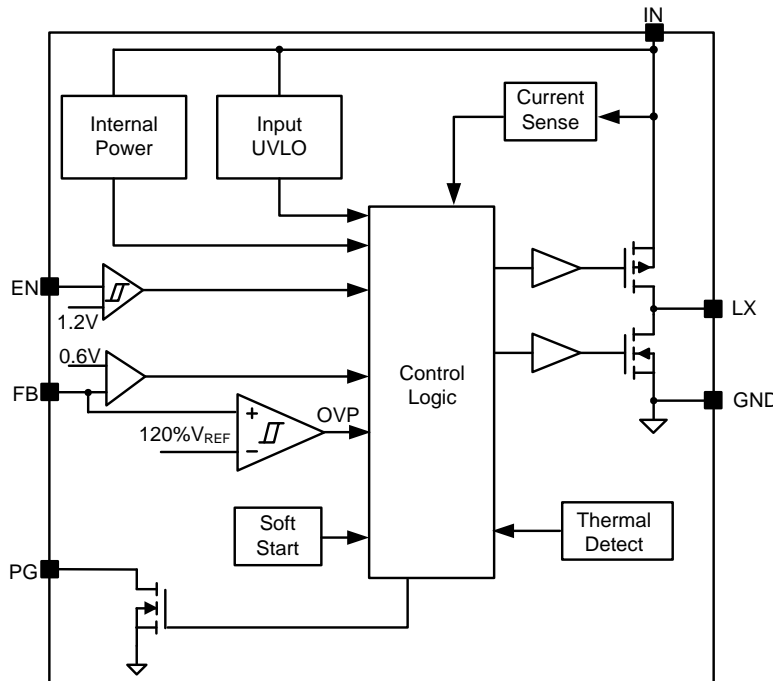 IN
Internal
Power
Input
UVLO
Current
Sense
EN
1.2V
0.6V
FB
120%VREF
OVP
Control
Logic
LX
GND
Soft
Start
Thermal
Detect
PG